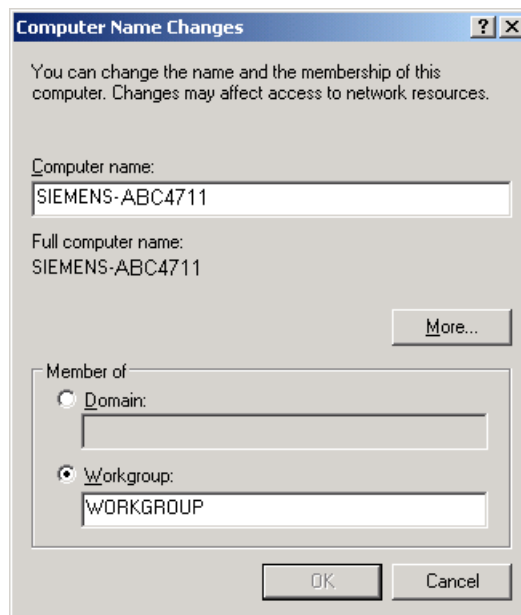 Computer Name Changes
You can change the name and the membership of this
computer. Changes may affect access to network resources.
Computer name:
SIEMENS-ABC4711
Full computer name:
SIEMENS-ABC4711
More...
Member of
Domain:
Workgroup:
WORKGROUP
OK
Cancel